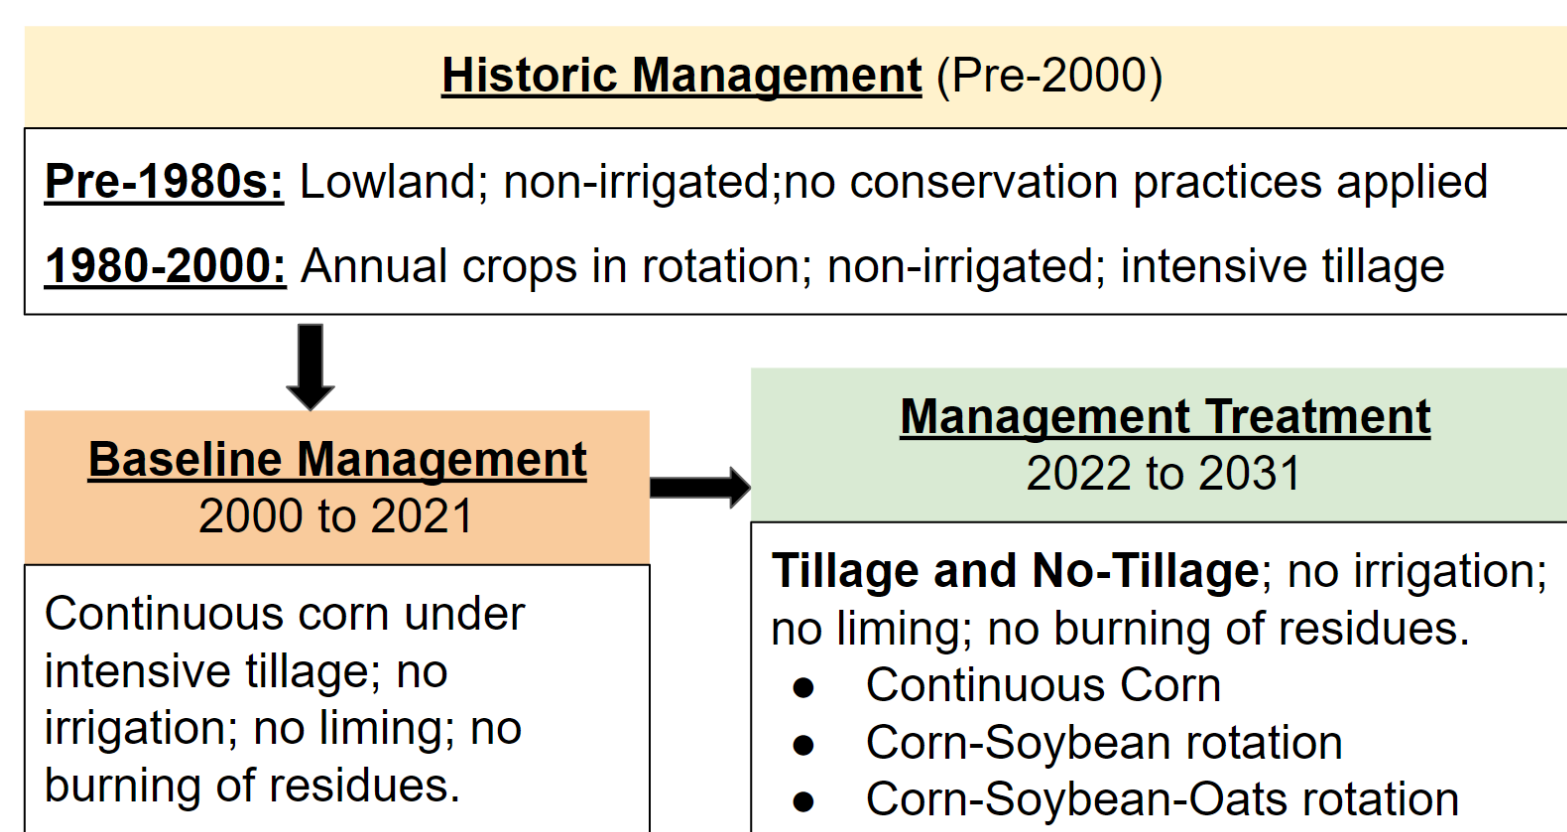 Historic Management (Pre-2000)
Pre-1980s: Lowland; non-irrigated;no conservation practices applied
1980-2000: Annual crops in rotation; non-irrigated; intensive tillage
Baseline Management
2000 to 2021
Continuous corn under
intensive tillage; no
irrigation; no liming; no
burning of residues.
Management Treatment
2022 to 2031
Tillage and No-Tillage; no irrigation;
no liming; no burning of residues.
● Continuous Corn
● Corn-Soybean rotation
● Corn-Soybean-Oats rotation